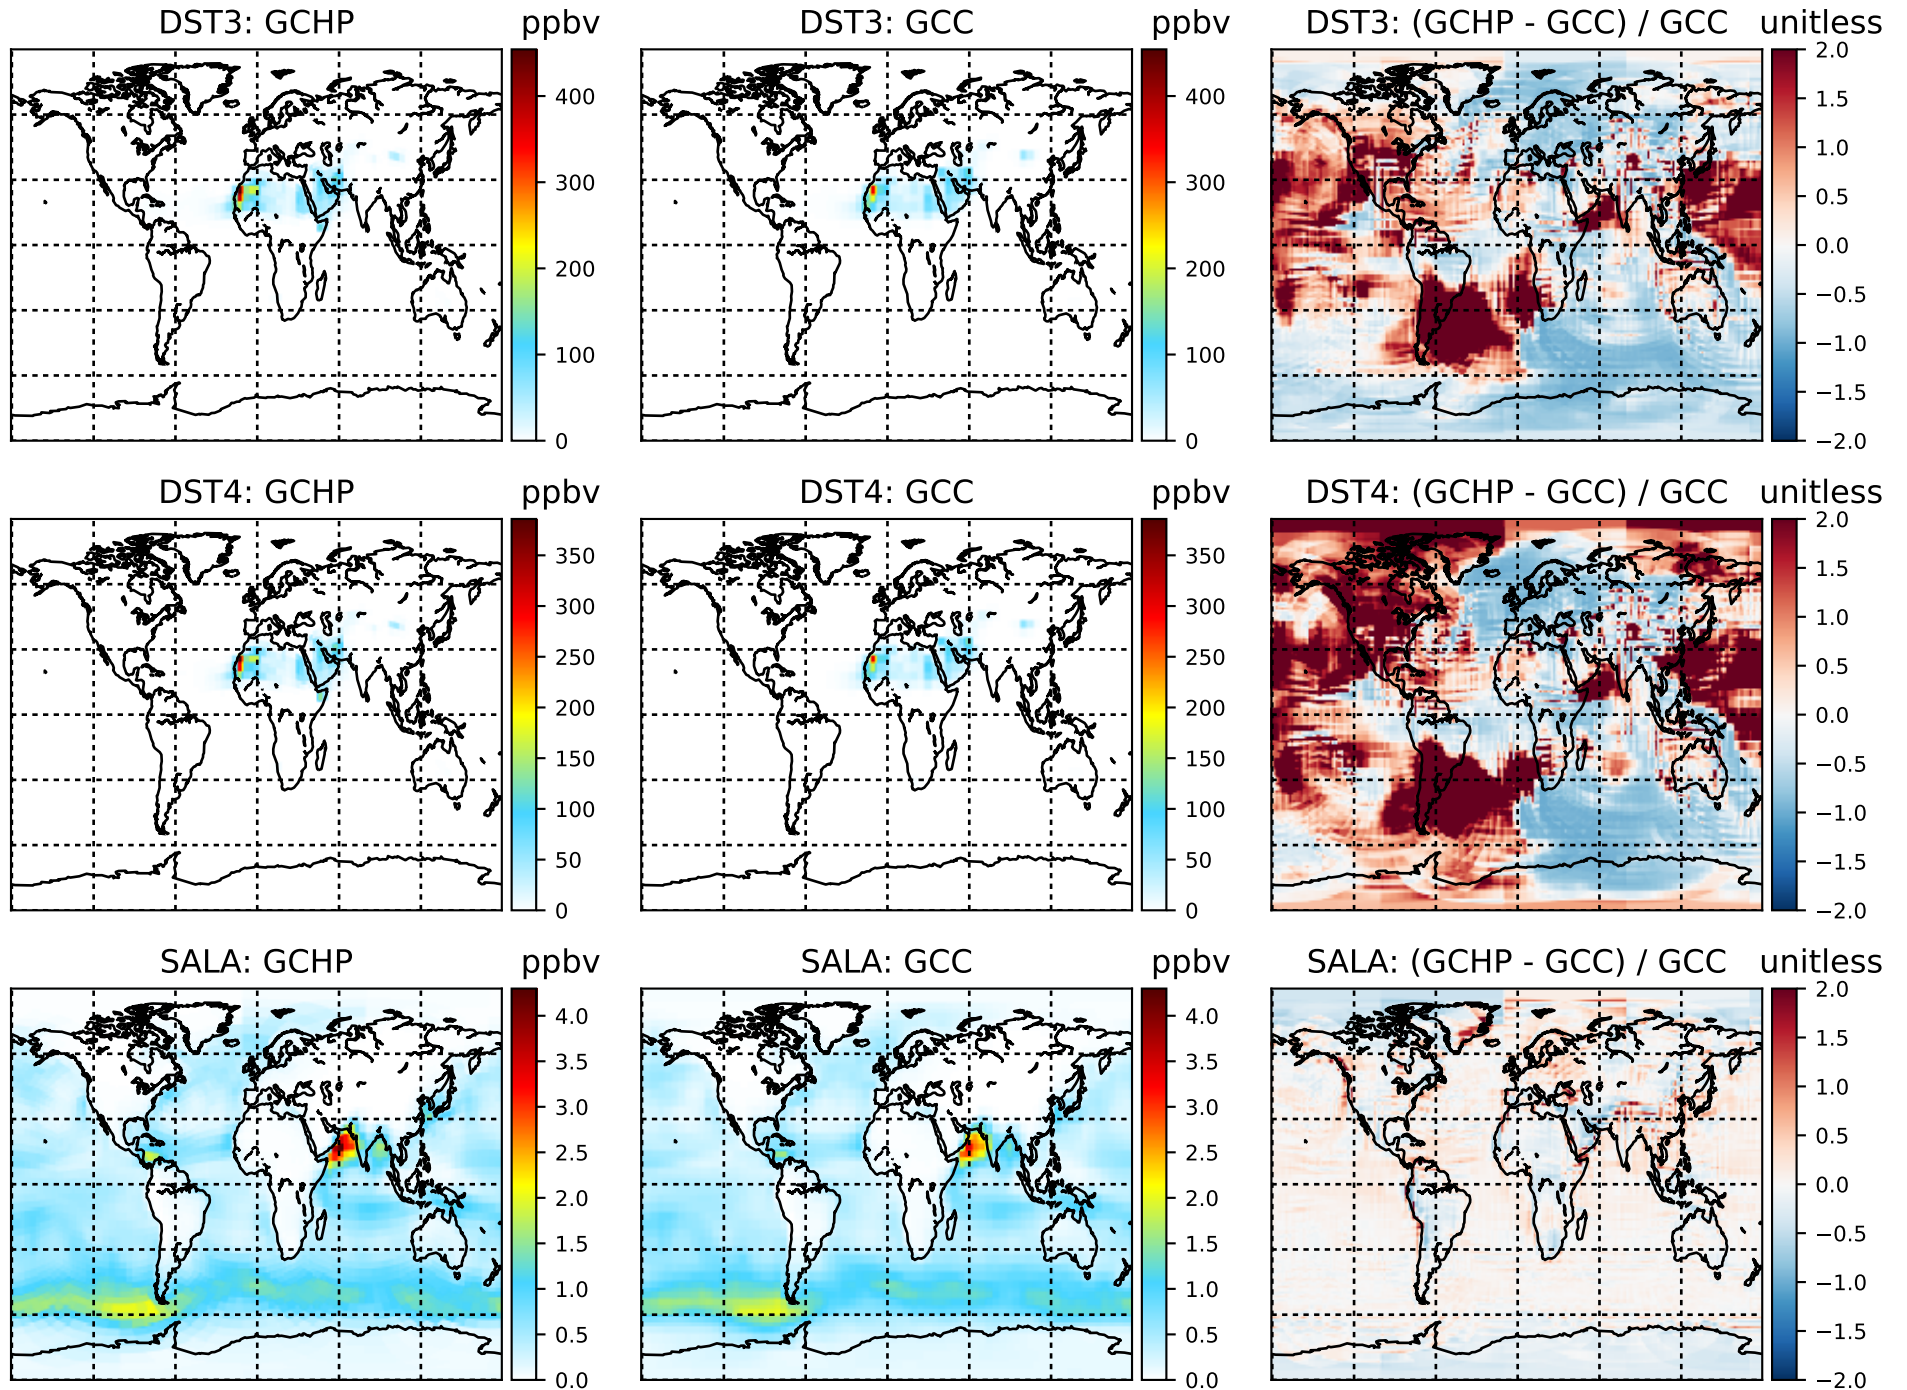 DST3: GCHP ppbv DST3: GCC ppbv DST3: (GCHP - GCC) / GCC unitless
400 400 2.0
300 300 1.5
200 200 1.0
100 100 0.5
0 0 0.0
−0.5
−1.0
−1.5
−2.0
DST4: GCHP ppbv DST4: GCC ppbv DST4: (GCHP - GCC) / GCC unitless
350 350 2.0
300 300 1.5
250 250 1.0
200 200 0.5
150 150 0.0
100 100 −0.5
50 50 −1.0
0 0 −1.5
−2.0
SALA: GCHP ppbv SALA: GCC ppbv SALA: (GCHP - GCC) / GCC unitless
4.0 4.0 2.0
3.5 3.5 1.5
3.0 3.0 1.0
2.5 2.5 0.5
2.0 2.0 0.0
1.5 1.5 −0.5
1.0 1.0 −1.0
0.5 0.5 −1.5
0.0 0.0 −2.0